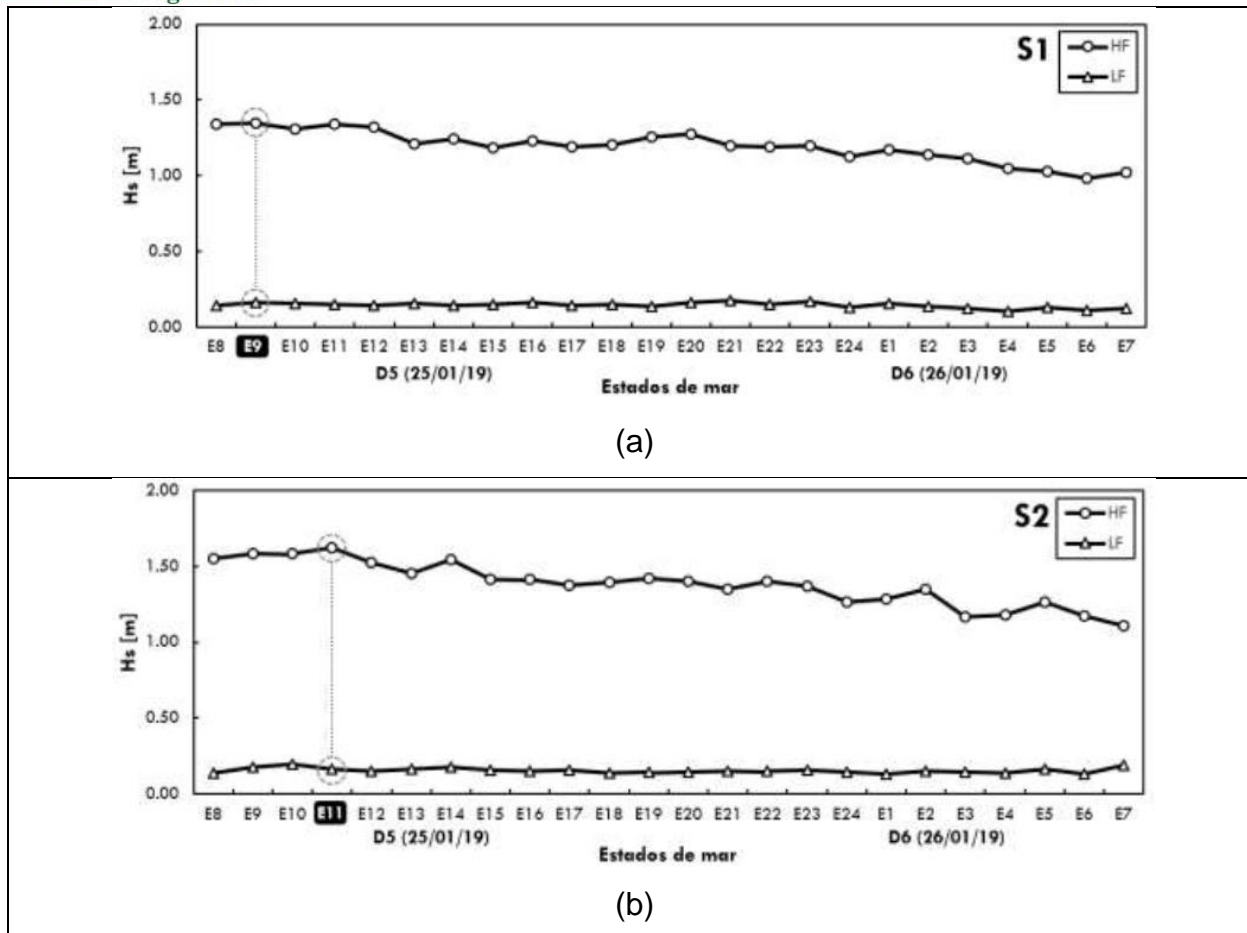 2.00
S1
HF
LF
1.50
1.00
0.50
0.00
Hs [m]
E8 E9 E10 E11 E12 E13 E14 E15 E16 E17 E18 E19 E20 E21 E22 E23 E24 E1 E2 E3 E4 E5 E6 E7
D5 (25/01/19) D6 (26/01/19)
Estados de mar
(a)
2.00
S2
HF
LF
1.50
1.00
0.50
0.00
Hs [m]
E8 E9 E10 E11 E12 E13 E14 E15 E16 E17 E18 E19 E20 E21 E22 E23 E24 E1 E2 E3 E4 E5 E6 E7
D5 (25/01/19) D6 (26/01/19)
Estados de mar
(b)